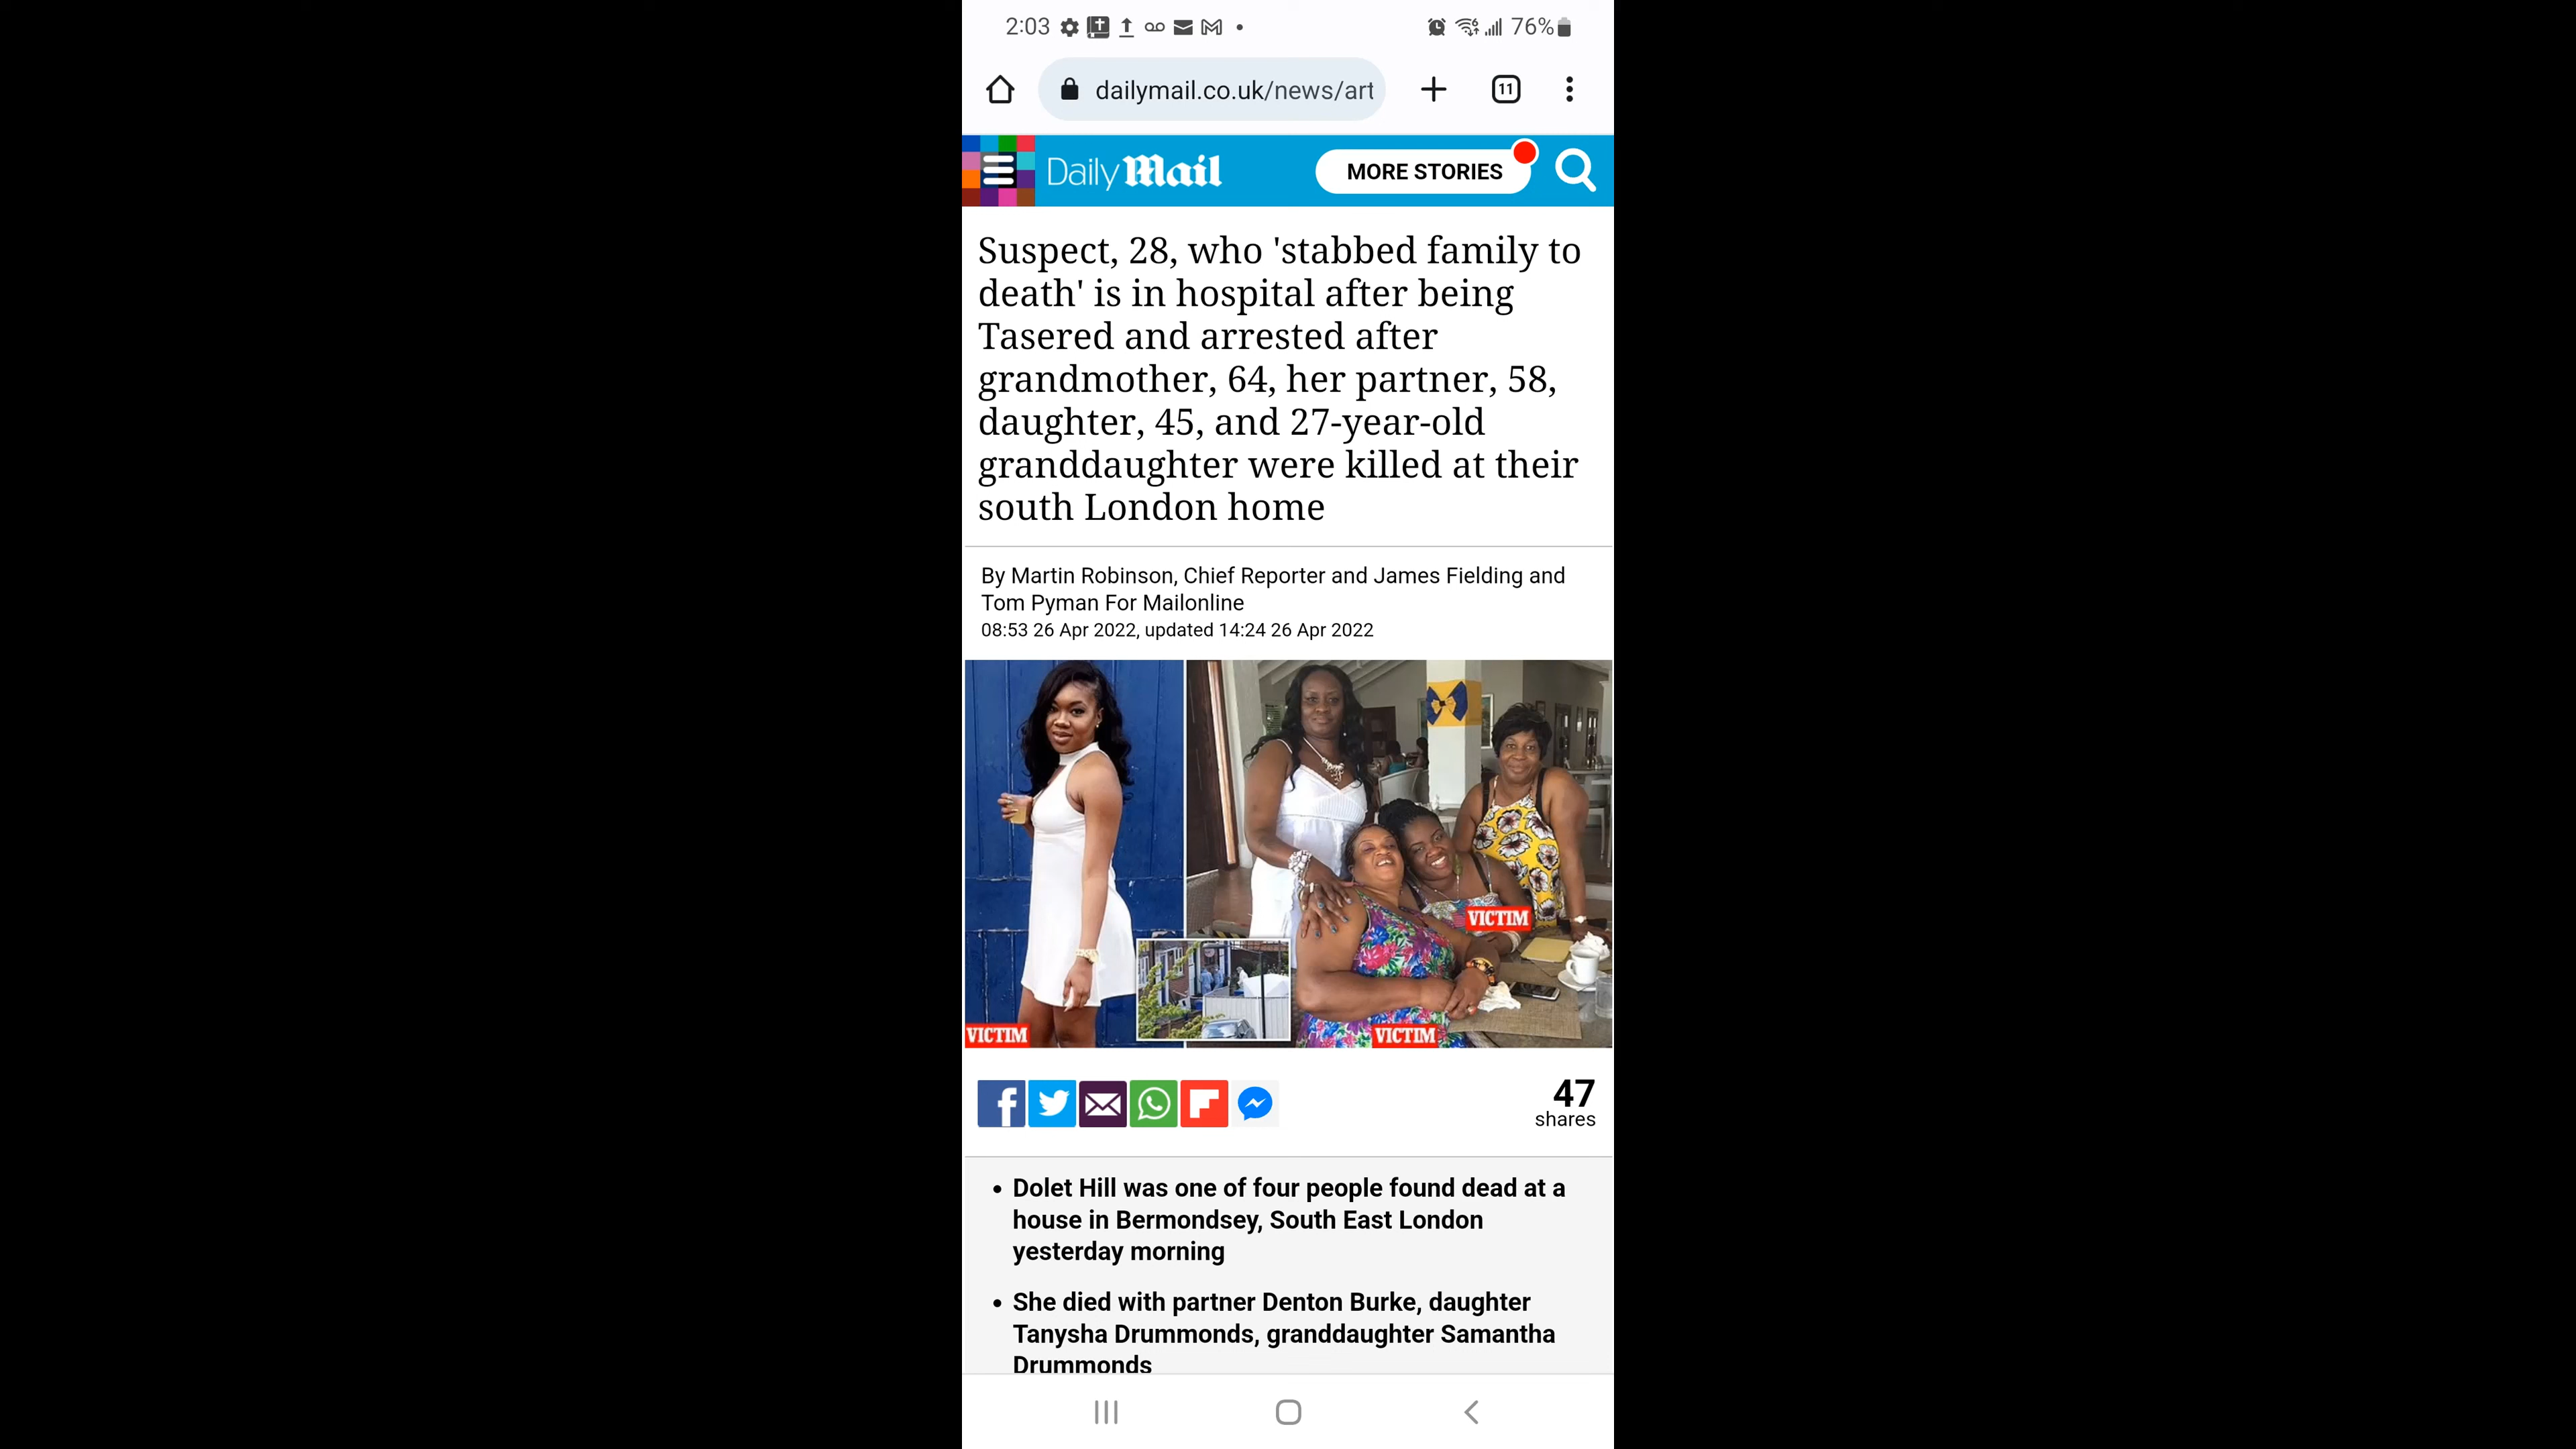 2:03
76%
dailymail.co.uk/news/art
11
Daily Mail
MORE STORIES
Suspect, 28, who 'stabbed family to
death' is in hospital after being
Tasered and arrested after
grandmother, 64, her partner, 58,
daughter, 45, and 27-year-old
granddaughter were killed at their
south London home
By Martin Robinson, Chief Reporter and James Fielding and
Tom Pyman For Mailonline
08:53 26 Apr 2022, updated 14:24 26 Apr 2022
VICTIM
VICTIM
VICTIM
47
shares
• Dolet Hill was one of four people found dead at a
house in Bermondsey, South East London
yesterday morning
• She died with partner Denton Burke, daughter
Tanysha Drummonds, granddaughter Samantha
Drummonds